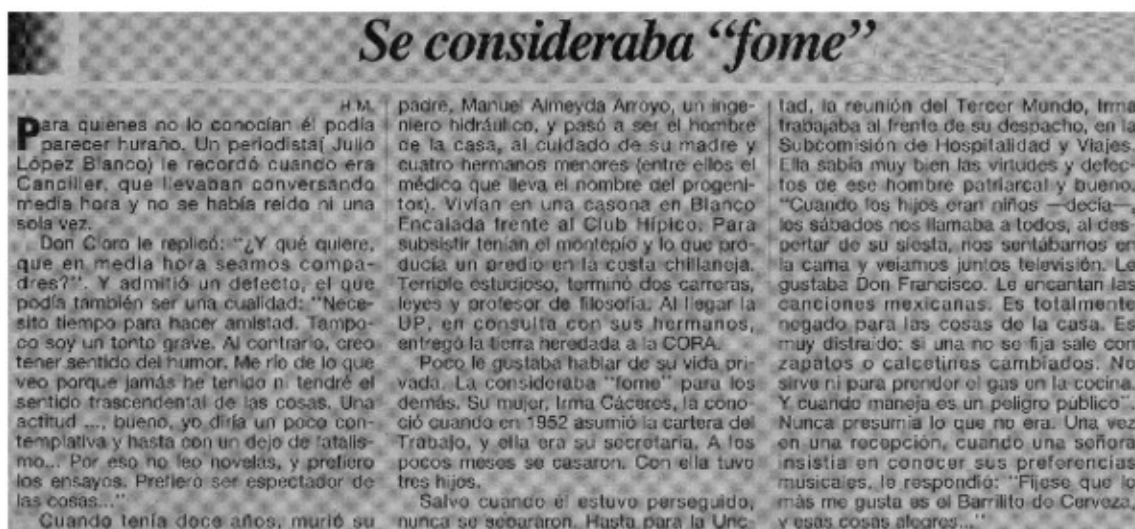 Se consideraba “fome”
H.M.
Para quienes no lo conocían él podía
parecer huraño. Un periodista( Julio
López Blanco) le recordó cuando era
Canciller, que llevaban conversando
media hora y no se había reido ni una
sola vez.
Don Cloro le replicó: “¿Y qué quiere,
que en media hora seamos compa-
dres?”. Y admitió un defecto, el que
podía también ser una cualidad: “Nece-
sito tiempo para hacer amistad. Tampo-
co soy un tonto grave. Al contrario, creo
tener sentido del humor. Me río de lo que
veo porque jamás he tenido ni tendré el
sentido trascendental de las cosas. Una
actitud ..., bueno, yo diría un poco con-
templativa y hasta con un dejo de fatalis-
mo... Por eso no leo novelas, y prefiero
los ensayos. Prefiero ser espectador de
las cosas...”
Cuando tenía doce años, murió su
padre, Manuel Almeyda Arroyo, un inge-
niero hidráulico, y pasó a ser el hombre
de la casa, al cuidado de su madre y
cuatro hermanos menores (entre ellos el
médico que lleva el nombre del progeni-
tor). Vivían en una casona en Blanco
Encalada frente al Club Hípico. Para
subsistir tenían el montepío y lo que pro-
ducía un predio en la costa chillaneja.
Terrible estudioso, terminó dos carreras,
leyes y profesor de filosofía. Al llegar la
UP, en consulta con sus hermanos,
entregó la tierra heredada a la CORA.
Poco le gustaba hablar de su vida pri-
vada. La consideraba “fome” para los
demás. Su mujer, Irma Cáceres, la cono-
ció cuando en 1952 asumió la cartera del
Trabajo, y ella era su secretaria. A los
pocos meses se casaron. Con ella tuvo
tres hijos.
Salvo cuando él estuvo perseguido,
nunca se separaron. Hasta para la Unc-
tad, la reunión del Tercer Mundo, Irma
trabajaba al frente de su despacho, en la
Subcomisión de Hospitalidad y Viajes.
Ella sabía muy bien las virtudes y defec-
tos de ese hombre patriarcal y bueno.
“Cuando los hijos eran niños —decía—,
los sábados nos llamaba a todos, al des-
pertar de su siesta, nos sentábamos en
la cama y veíamos juntos televisión. Le
gustaba Don Francisco. Le encantan las
canciones mexicanas. Es totalmente
negado para las cosas de la casa. Es
muy distraído: si una no se fija sale con
zapatos o calcetines cambiados. No
sirve ni para prender el gas en la cocina.
Y cuando maneja es un peligro público”.
Nunca presumía lo que no era. Una vez
en una recepción, cuando una señora
insistía en conocer sus preferencias
musicales, le respondió: “Fíjese que lo
más me gusta es el Barrilito de Cerveza,
y esas cosas alegres...”